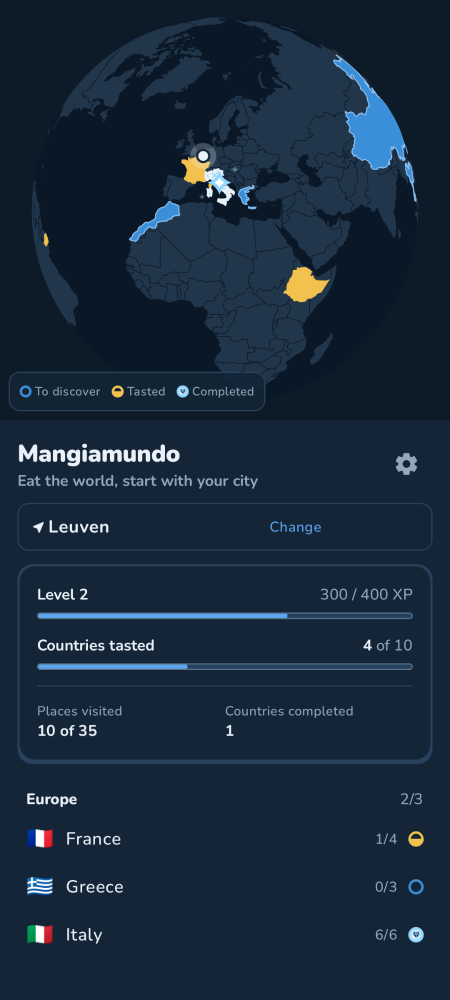 To discover Tasted Completed
Mangiamundo
Eat the world, start with your city
Leuven Change
Level 2 300 / 400 XP
Countries tasted 4 of 10
Places visited Countries completed
10 of 35 1
Europe 2/3
France 1/4
Greece 0/3
Italy 6/6